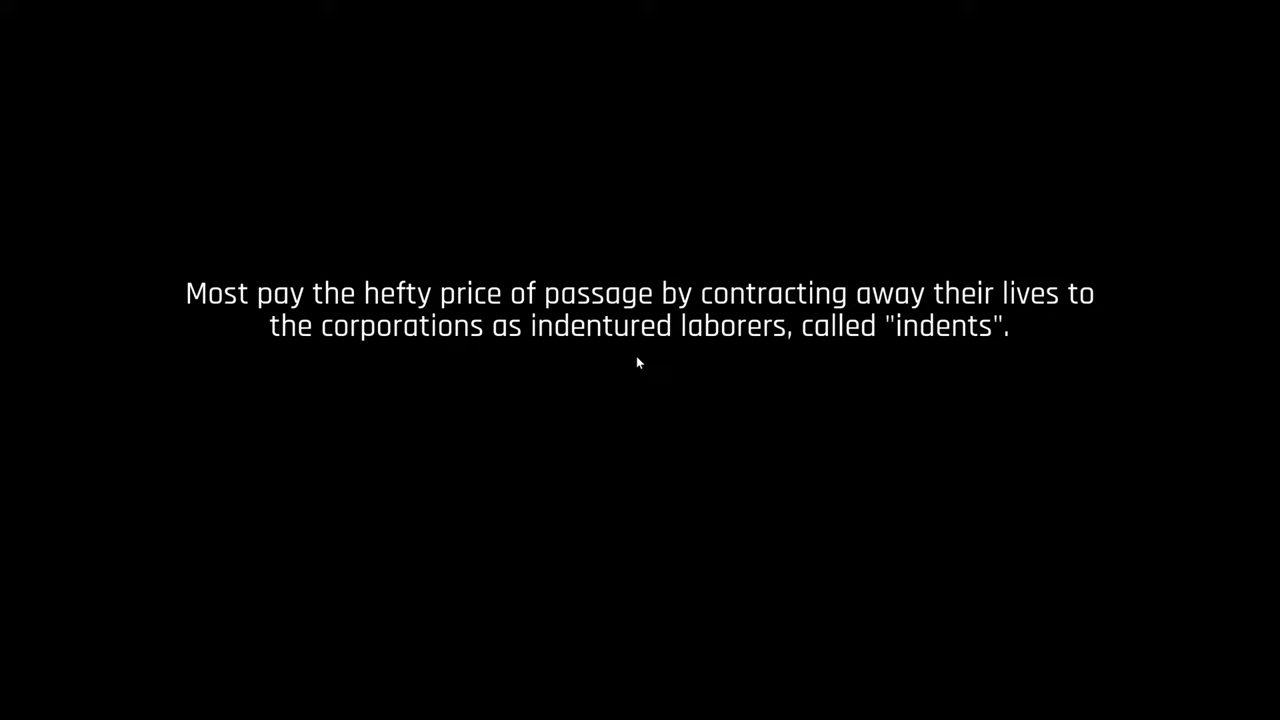 Most pay the hefty price of passage by contracting away their lives to
the corporations as indentured laborers, called "indents".